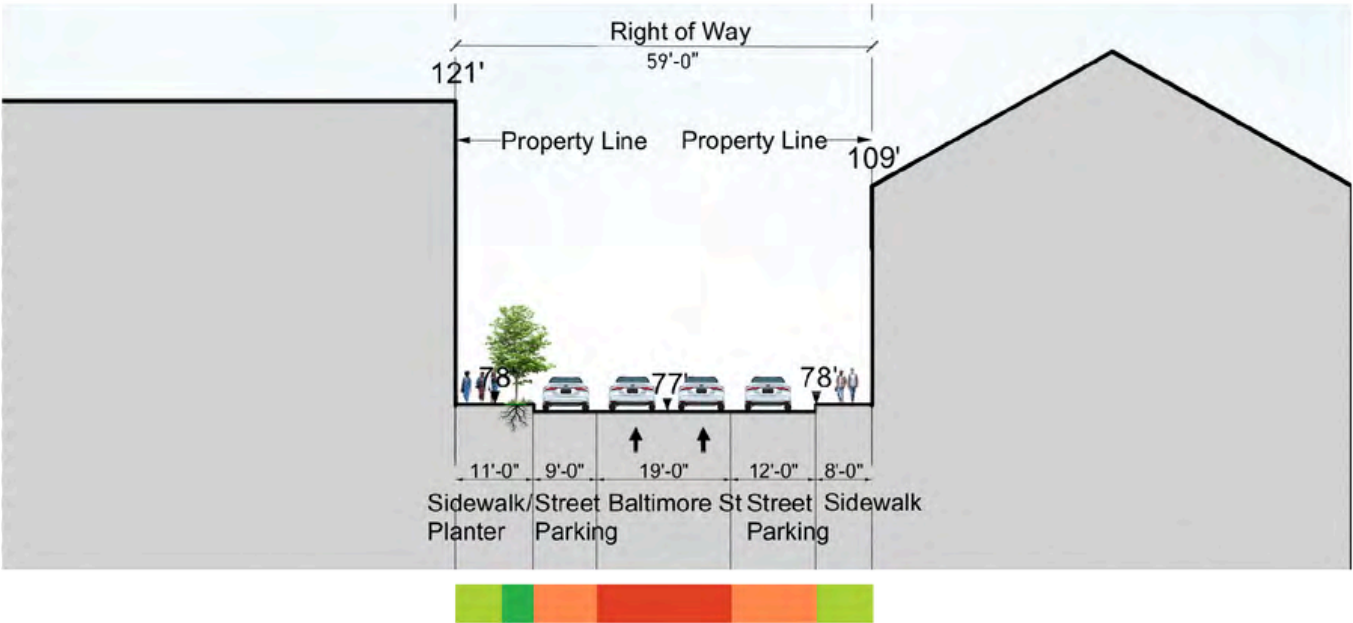 Right of Way
59'-0"
121'
Property Line Property Line
109'
78' 77' 78'
11'-0" 9'-0" 19'-0" 12'-0" 8'-0"
Sidewalk/ Street Baltimore St Street Sidewalk
Planter Parking Parking